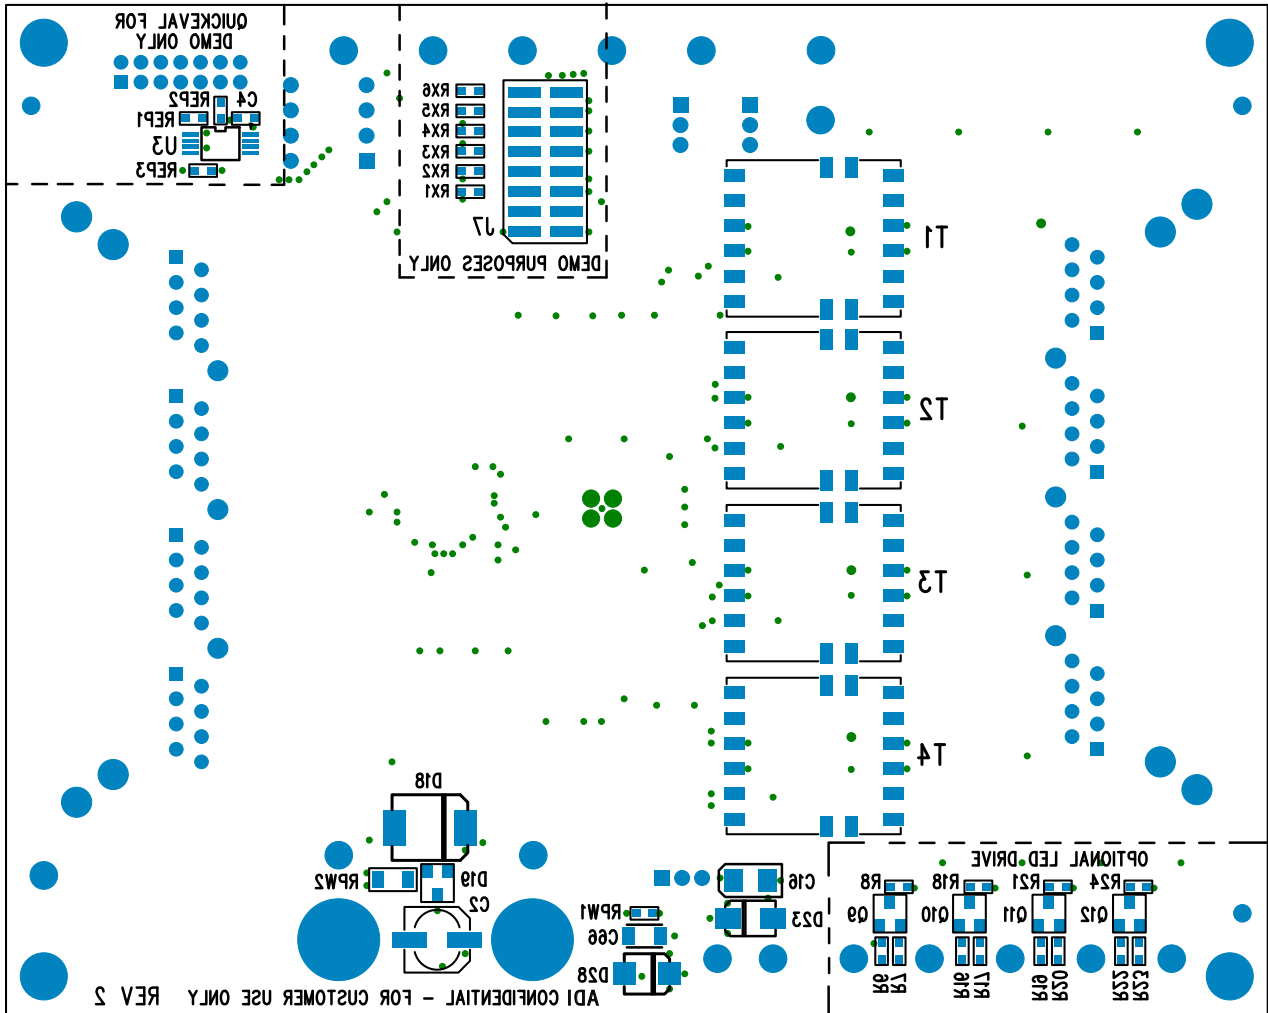 QUICKEVAL FOR
DEMO ONLY
REP2
C4
REP1
U3
REP3
RX6
RX5
RX4
RX3
RX2
RX1
J7
DEMO PURPOSES ONLY
T1
T2
T3
T4
D18
RPW2
D19
C2
C16
RPW1
D23
C66
D28
OPTIONAL LED DRIVE
R8
R18
R21
R24
Q9
Q10
Q11
Q12
R6
R7
R16
R17
R19
R20
R22
R23
REV 2
ADI CONFIDENTIAL - FOR CUSTOMER USE ONLY